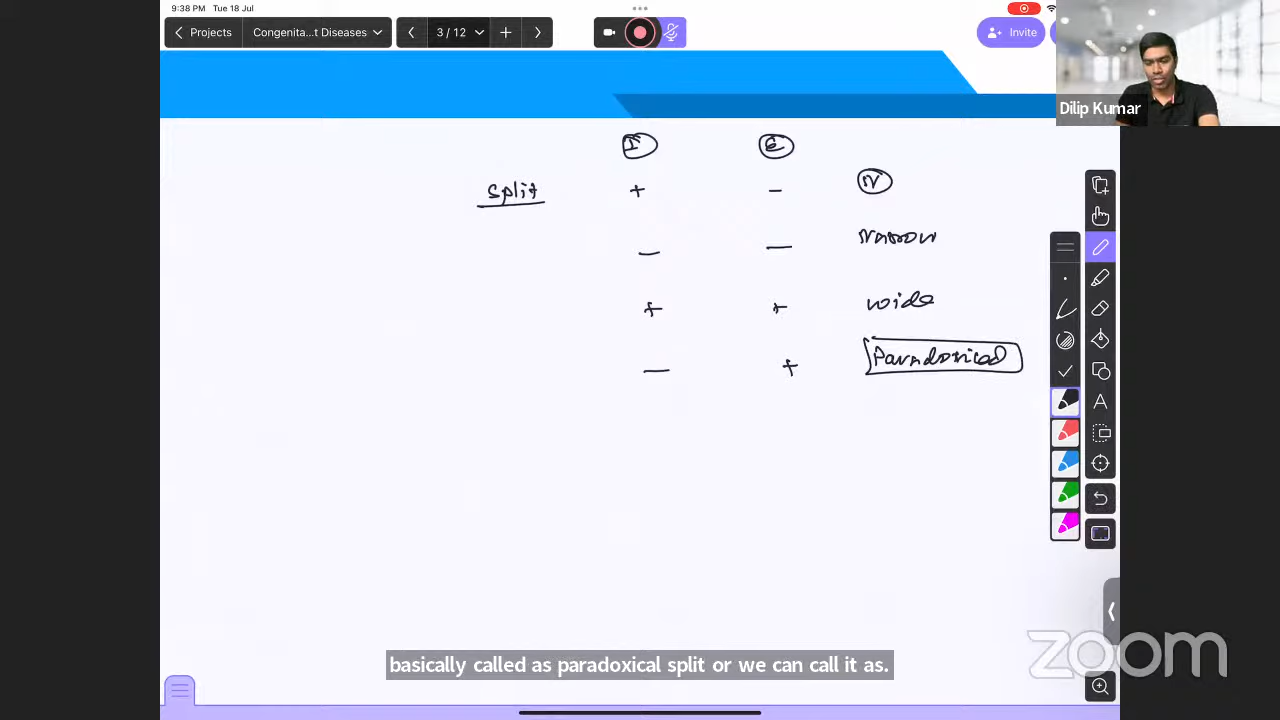 9:38 PM Tue 18 Jul
Projects Congenita...t Diseases 3 / 12 Invite
Dilip Kumar
I E
Split + - N
- - Narrow
+ + wide
- + Paradoxical
zoom
basically called as paradoxical split or we can call it as.